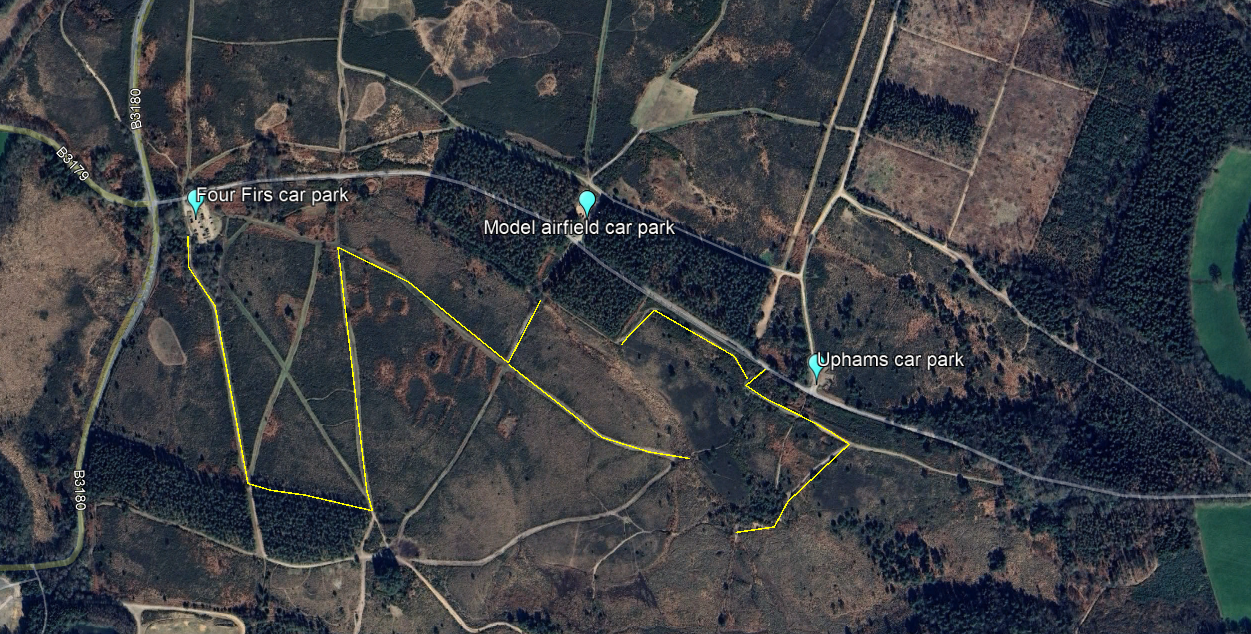 B3180
B3179
Four Firs car park
Model airfield car park
Uphams car park
B3180